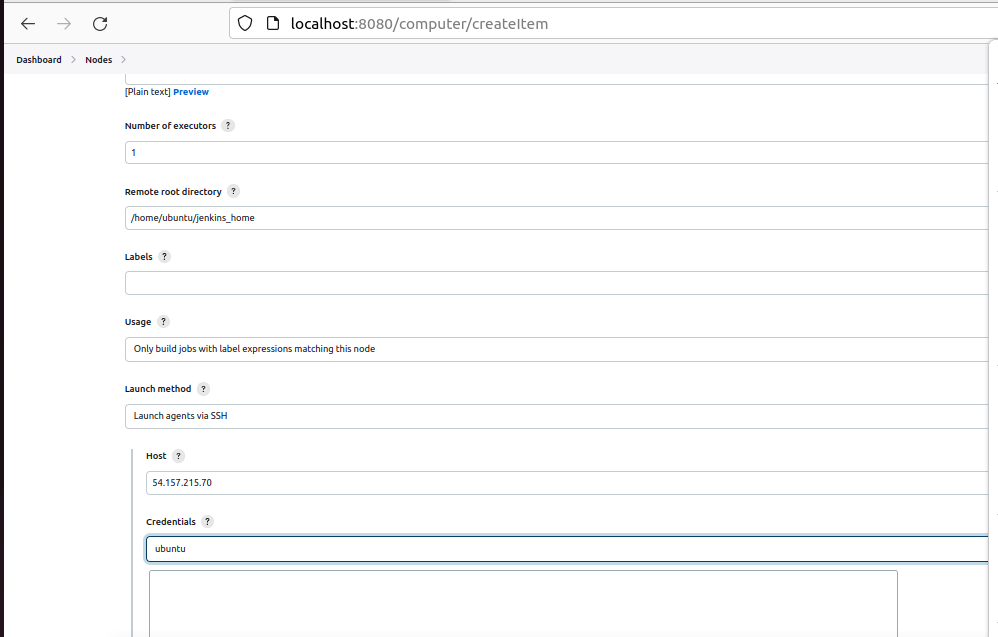 localhost:8080/computer/createItem
Dashboard > Nodes >
[Plain text] Preview
Number of executors ?
1
Remote root directory ?
/home/ubuntu/jenkins_home
Labels ?
Usage ?
Only build jobs with label expressions matching this node
Launch method ?
Launch agents via SSH
Host ?
54.157.215.70
Credentials ?
ubuntu